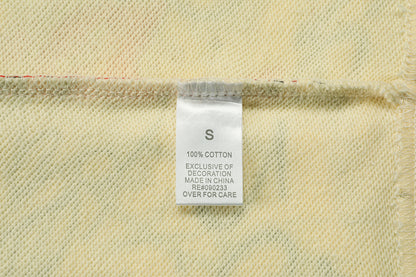 S
100% COTTON
EXCLUSIVE OF
DECORATION
MADE IN CHINA
RE#090233
OVER FOR CARE